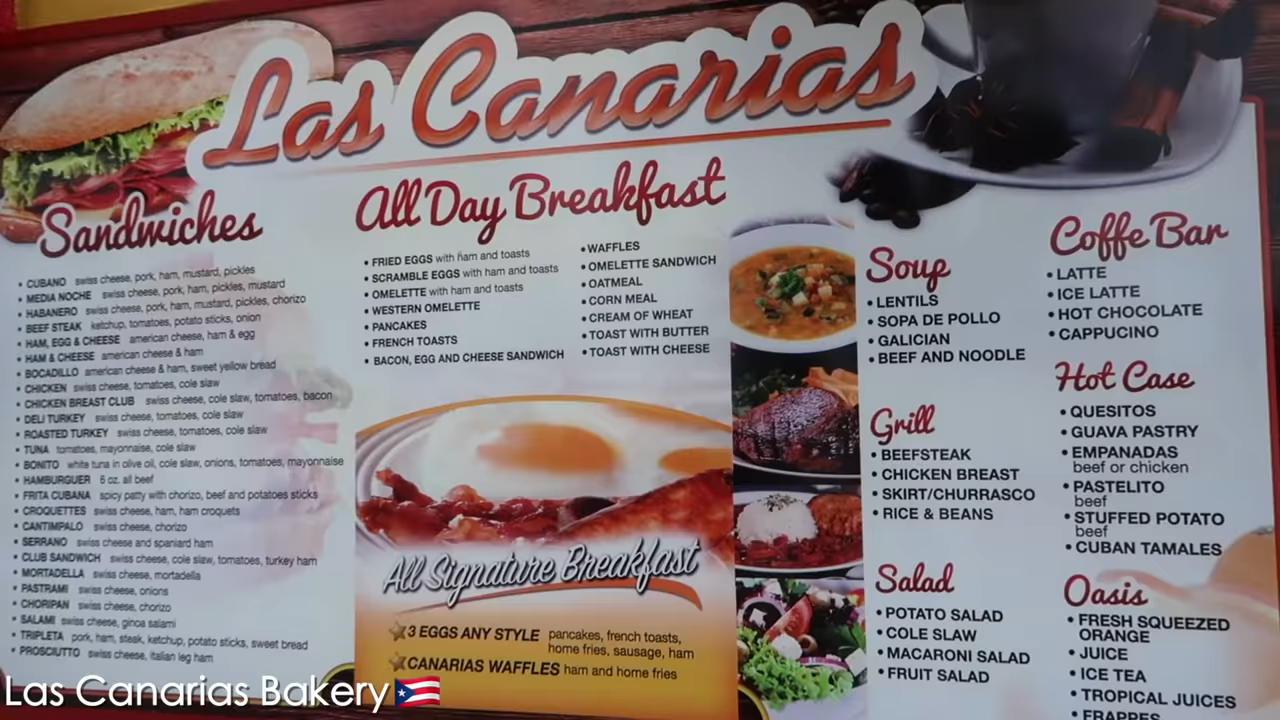 Las Canarias
Sandwiches
• CUBANO swiss cheese, pork, ham, mustard, pickles
• MEDIA NOCHE swiss cheese, pork, ham, pickles, mustard
• HABANERO swiss cheese, pork, ham, mustard, pickles, chorizo
• BEEF STEAK ketchup, tomatoes, potato sticks, onion
• HAM, EGG & CHEESE american cheese, ham & egg
• HAM & CHEESE american cheese & ham
• BOCADILLO american cheese & ham, sweet yellow bread
• CHICKEN swiss cheese, tomatoes, cole slaw
• CHICKEN BREAST CLUB swiss cheese, cole slaw, tomatoes, bacon
• DELI TURKEY swiss cheese, tomatoes, cole slaw
• ROASTED TURKEY swiss cheese, tomatoes, cole slaw
• TUNA tomatoes, mayonnaise, cole slaw
• BONITO white tuna in olive oil, cole slaw, onions, tomatoes, mayonnaise
• HAMBURGUER 6 oz. all beef
• FRITA CUBANA spicy patty with chorizo, beef and potatoes sticks
• CROQUETTES swiss cheese, ham, ham croquets
• CANTIMPALO swiss cheese, chorizo
• SERRANO swiss cheese and spaniard ham
• CLUB SANDWICH swiss cheese, cole slaw, tomatoes, turkey ham
• MORTADELLA swiss cheese, mortadella
• PASTRAMI swiss cheese, onions
• CHORIPAN swiss cheese, chorizo
• SALAMI swiss cheese, ginoa salami
• TRIPLETA pork, ham, steak, ketchup, potato sticks, sweet bread
• PROSCIUTTO swiss cheese, italian leg ham
All Day Breakfast
• FRIED EGGS with ham and toasts
• SCRAMBLE EGGS with ham and toasts
• OMELETTE with ham and toasts
• WESTERN OMELETTE
• PANCAKES
• FRENCH TOASTS
• BACON, EGG AND CHEESE SANDWICH
• WAFFLES
• OMELETTE SANDWICH
• OATMEAL
• CORN MEAL
• CREAM OF WHEAT
• TOAST WITH BUTTER
• TOAST WITH CHEESE
All Signature Breakfast
3 EGGS ANY STYLE pancakes, french toasts,
home fries, sausage, ham
CANARIAS WAFFLES ham and home fries
Soup
• LENTILS
• SOPA DE POLLO
• GALICIAN
• BEEF AND NOODLE
Grill
• BEEFSTEAK
• CHICKEN BREAST
• SKIRT/CHURRASCO
• RICE & BEANS
Salad
• POTATO SALAD
• COLE SLAW
• MACARONI SALAD
• FRUIT SALAD
Coffe Bar
• LATTE
• ICE LATTE
• HOT CHOCOLATE
• CAPPUCINO
Hot Case
• QUESITOS
• GUAVA PASTRY
• EMPANADAS
beef or chicken
• PASTELITO
beef
• STUFFED POTATO
beef
• CUBAN TAMALES
Oasis
• FRESH SQUEEZED
ORANGE
• JUICE
• ICE TEA
• TROPICAL JUICES
• FRAPPES
Las Canarias Bakery